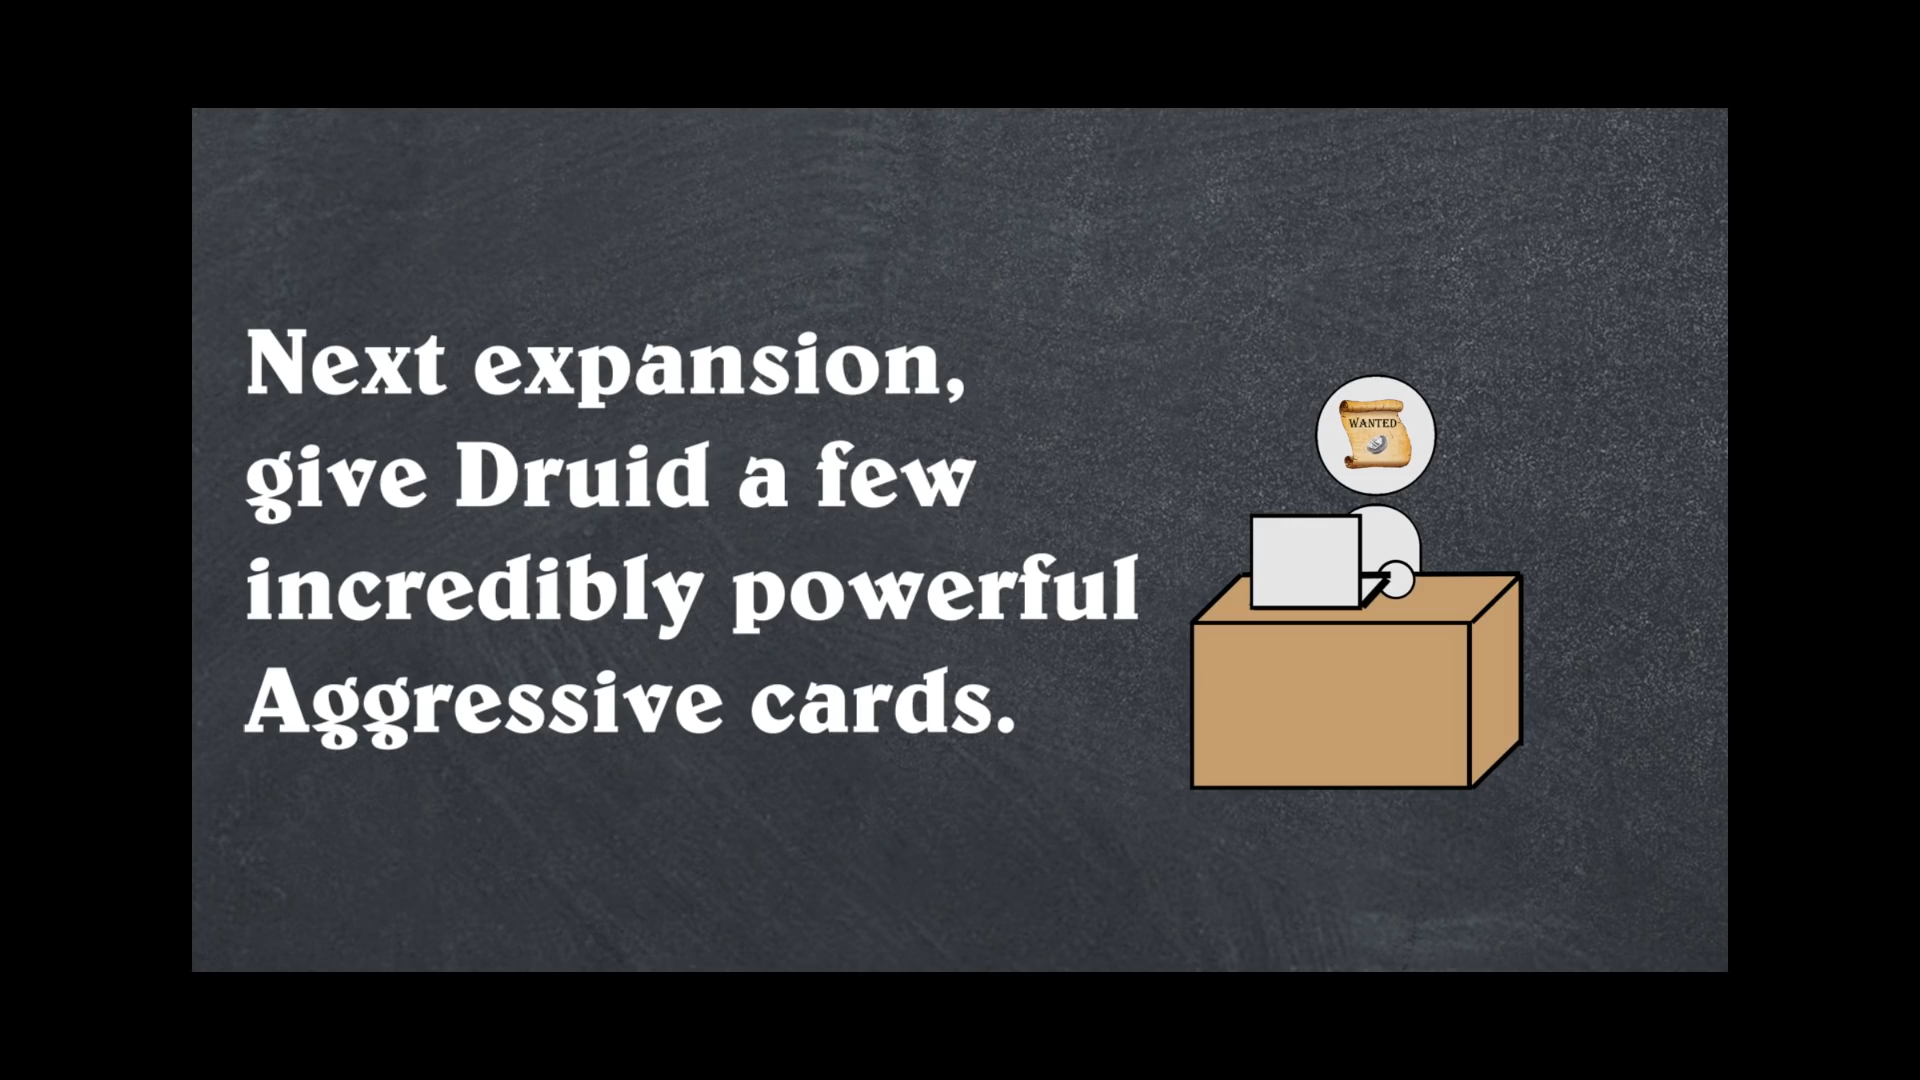 Next expansion,
give Druid a few
incredibly powerful
Aggressive cards.
WANTED